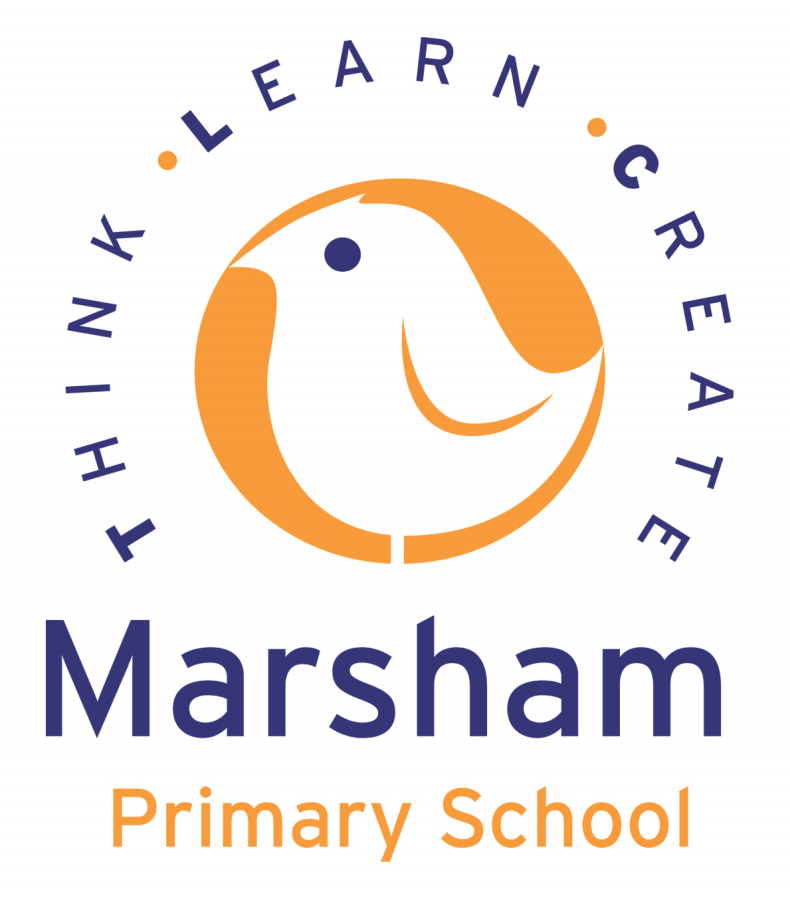 THINK · LEARN · CREATE
Marsham
Primary School